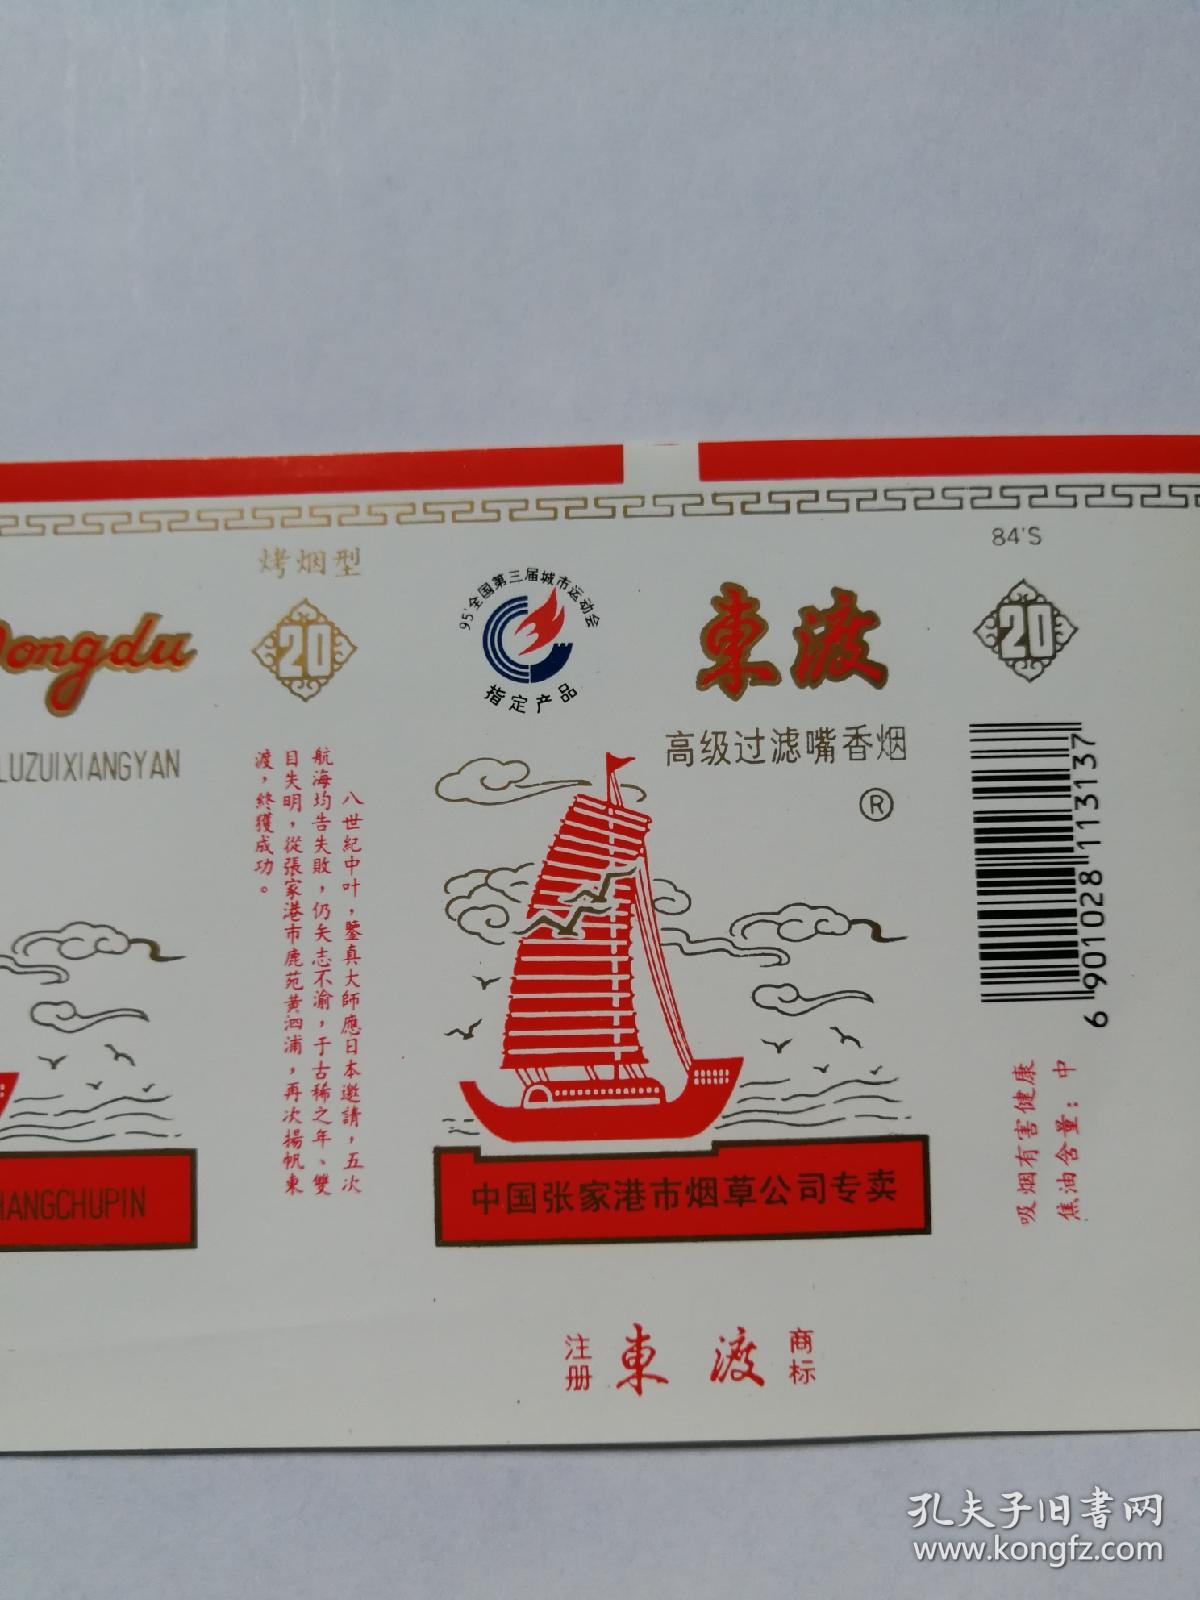 Dongdu
LUZUIXIANGYAN
HANGCHUPIN
烤烟型
20
八世纪中叶，鑒真大師應日本邀請，五次
航海均告失敗，仍矢志不渝，于古稀之年、雙
目失明，從張家港市鹿苑黄泗浦，再次揚帆東
渡，终獲成功。
95'全国第三届城市运动会
指定产品
東渡
高级过滤嘴香烟
®
中国张家港市烟草公司专卖
注册 東渡 商标
84'S
20
6 901028 113137
吸烟有害健康
焦油含量：中
孔夫子旧書网
www.kongfz.com